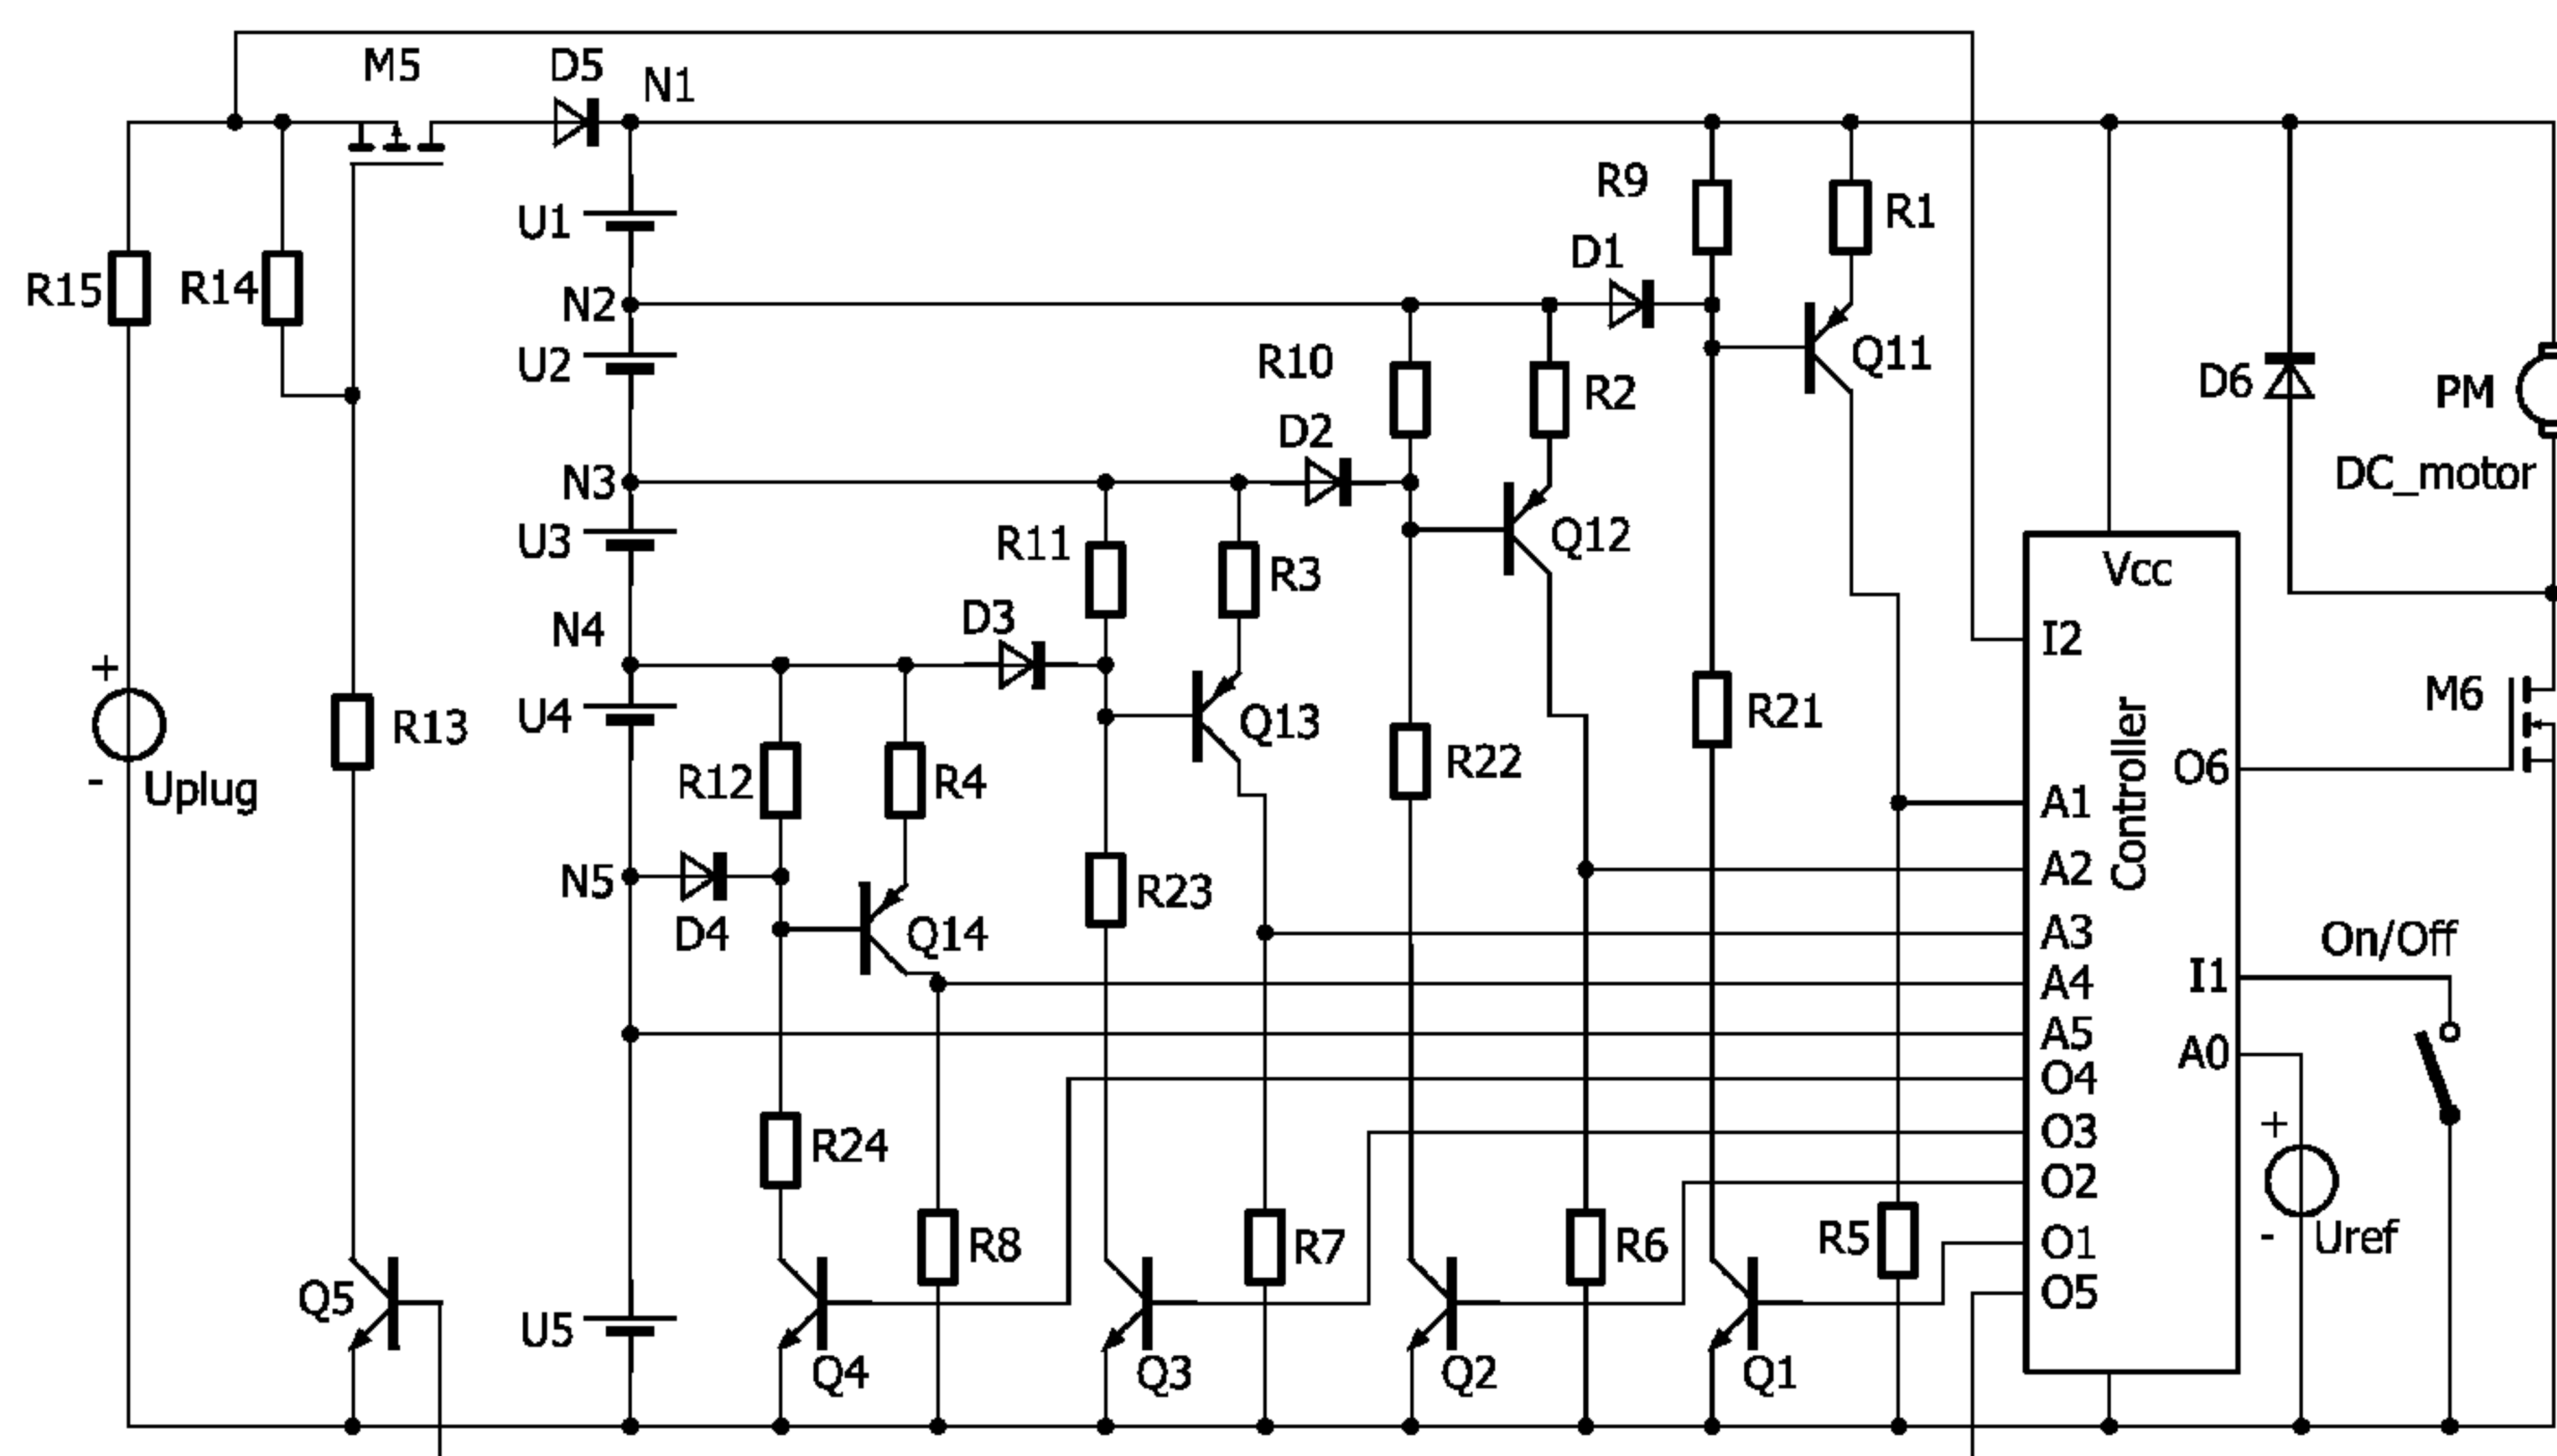 M5
D5
N1
R9
R1
U1
D1
R15
R14
N2
R10
Q11
U2
R2
D6
PM
D2
DC_motor
N3
U3
R11
R3
Q12
Vcc
D3
N4
I2
+
U4
R13
Q13
R21
M6
-
Uplug
R12
R4
R22
O6
A1
Controller
A2
N5
R23
D4
Q14
A3
On/Off
A4
I1
A5
A0
O4
R24
O3
+
O2
R8
R7
R6
R5
O1
-
Uref
Q5
O5
U5
Q4
Q3
Q2
Q1